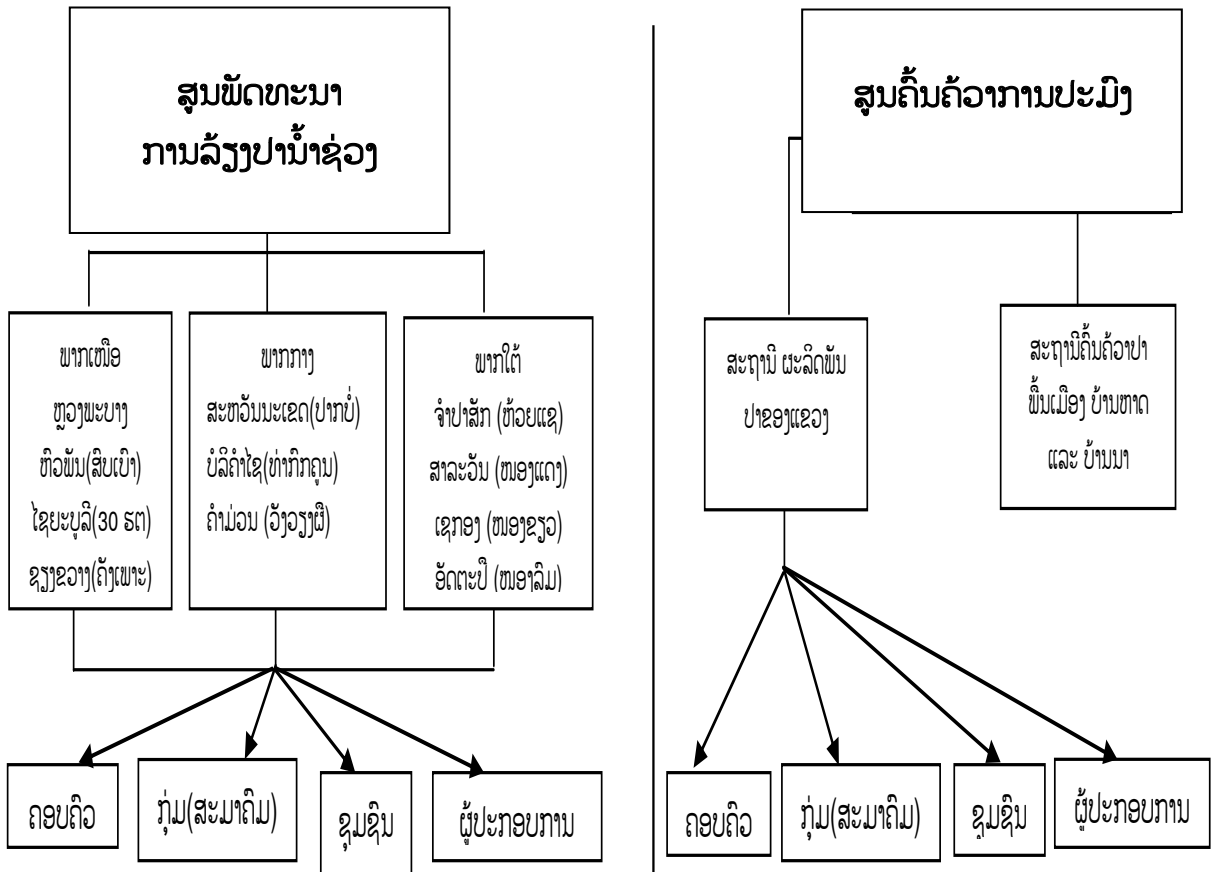 ສູນພັດທະນາ
ການລ້ຽງປານ້ຳຊ່ວງ
ພາກເໜືອ
ຫຼວງພະບາງ
ຫົວພັນ(ສົບເບົາ)
ໄຊຍະບູລີ(30 ຣຕ)
ຊຽງຂວາງ(ຄັງເພາະ)
ພາກກາງ
ສະຫວັນນະເຂດ(ປາກບໍ່)
ບໍລິຄຳໄຊ(ທ່າກົກຄູນ)
ຄຳມ່ວນ (ວັງວຽງຜີ)
ພາກໃຕ້
ຈຳປາສັກ (ຫ້ວຍແຊ)
ສາລະວັນ (ໜອງແດງ)
ເຊກອງ (ໜອງຂຽວ)
ອັດຕະປື (ໜອງລົມ)
ຄອບຄົວ
ກຸ່ມ(ສະມາຄົມ)
ຊຸມຊົນ
ຜູ້ປະກອບການ
ສູນຄົ້ນຄ້ວາການປະມົງ
ສະຖານີ ຜະລິດພັນ
ປາຂອງແຂວງ
ສະຖານີຄົ້ນຄ້ວາປາ
ພື້ນເມືອງ ບ້ານຫາດ
ແລະ ບ້ານນາ
ຄອບຄົວ
ກຸ່ມ(ສະມາຄົມ)
ຊຸມຊົນ
ຜູ້ປະກອບການ